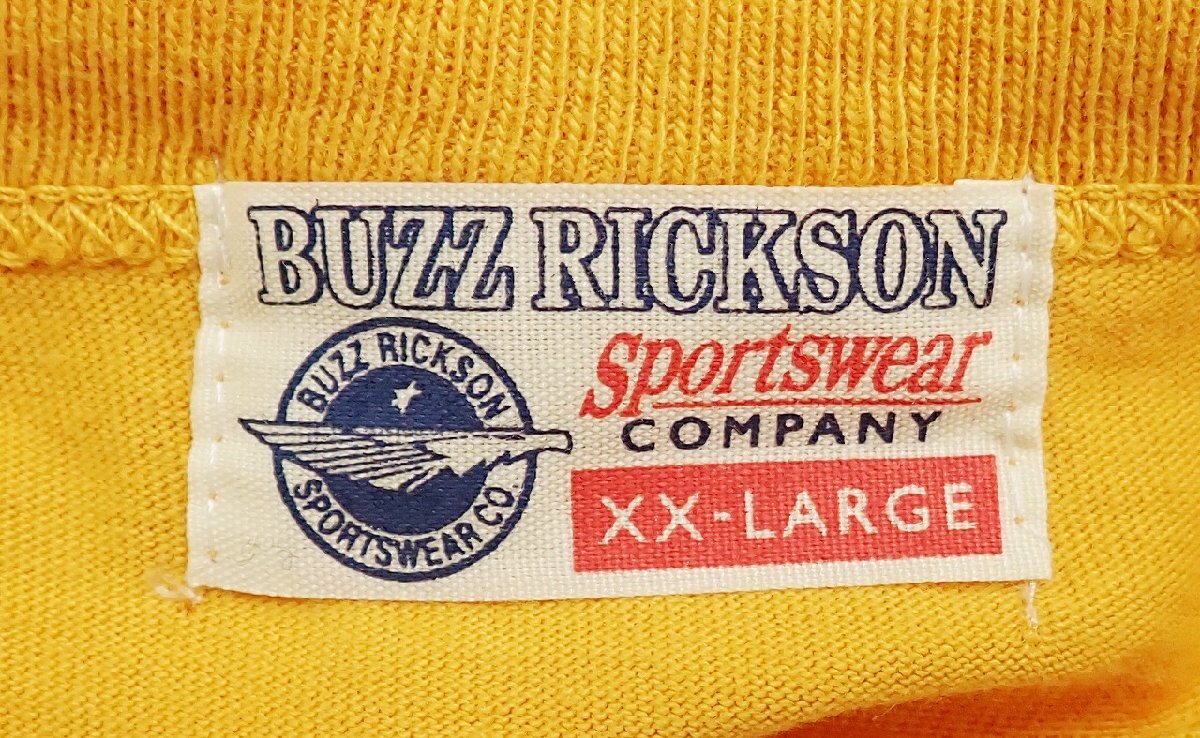 BUZZ RICKSON
BUZZ RICKSON
SPORTSWEAR CO.
Sportswear
COMPANY
XX-LARGE